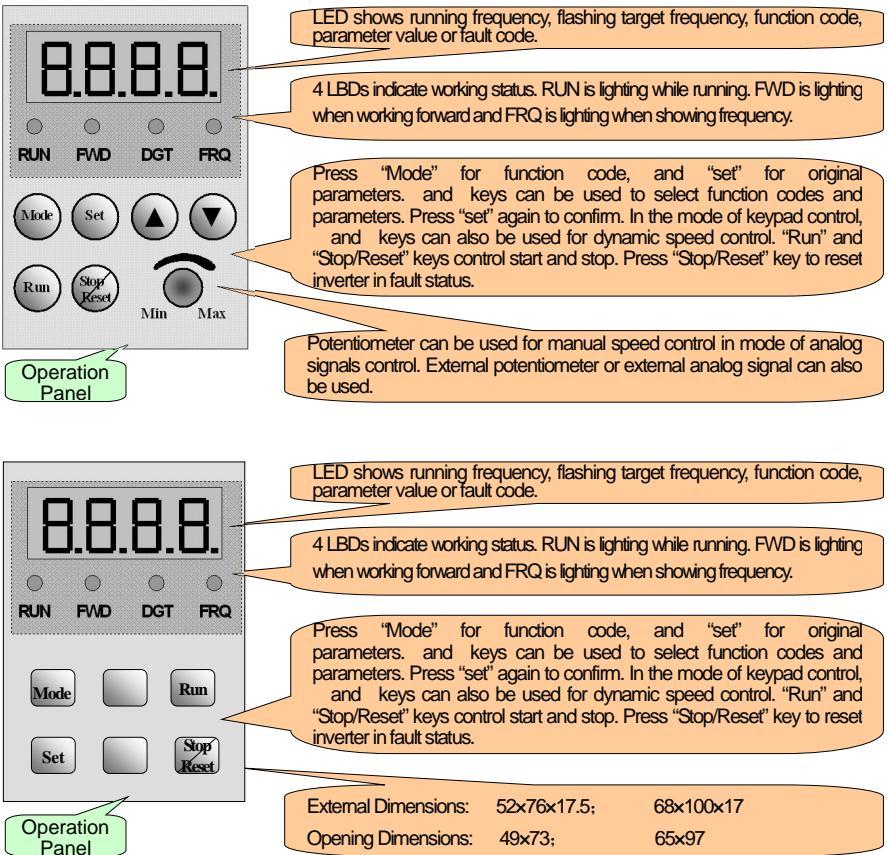 LED shows running frequency, flashing target frequency, function code,
parameter value or fault code.
8.8.8.8.
4 LBDs indicate working status. RUN is lighting while running. FWD is lighting
when working forward and FRQ is lighting when showing frequency.
RUN FWD DGT FRQ
Press “Mode” for function code, and “set” for original
parameters. and keys can be used to select function codes and
parameters. Press “set” again to confirm. In the mode of keypad control,
and keys can also be used for dynamic speed control. “Run” and
“Stop/Reset” keys control start and stop. Press “Stop/Reset” key to reset
inverter in fault status.
Mode Set ▲ ▼
Run Stop Reset
Min Max
Potentiometer can be used for manual speed control in mode of analog
signals control. External potentiometer or external analog signal can also
be used.
Operation
Panel
LED shows running frequency, flashing target frequency, function code,
parameter value or fault code.
8.8.8.8.
4 LBDs indicate working status. RUN is lighting while running. FWD is lighting
when working forward and FRQ is lighting when showing frequency.
RUN FWD DGT FRQ
Press “Mode” for function code, and “set” for original
parameters. and keys can be used to select function codes and
parameters. Press “set” again to confirm. In the mode of keypad control,
and keys can also be used for dynamic speed control. “Run” and
“Stop/Reset” keys control start and stop. Press “Stop/Reset” key to reset
inverter in fault status.
Mode Run
Set Stop Reset
External Dimensions: 52×76×17.5; 68×100×17
Opening Dimensions: 49×73; 65×97
Operation
Panel